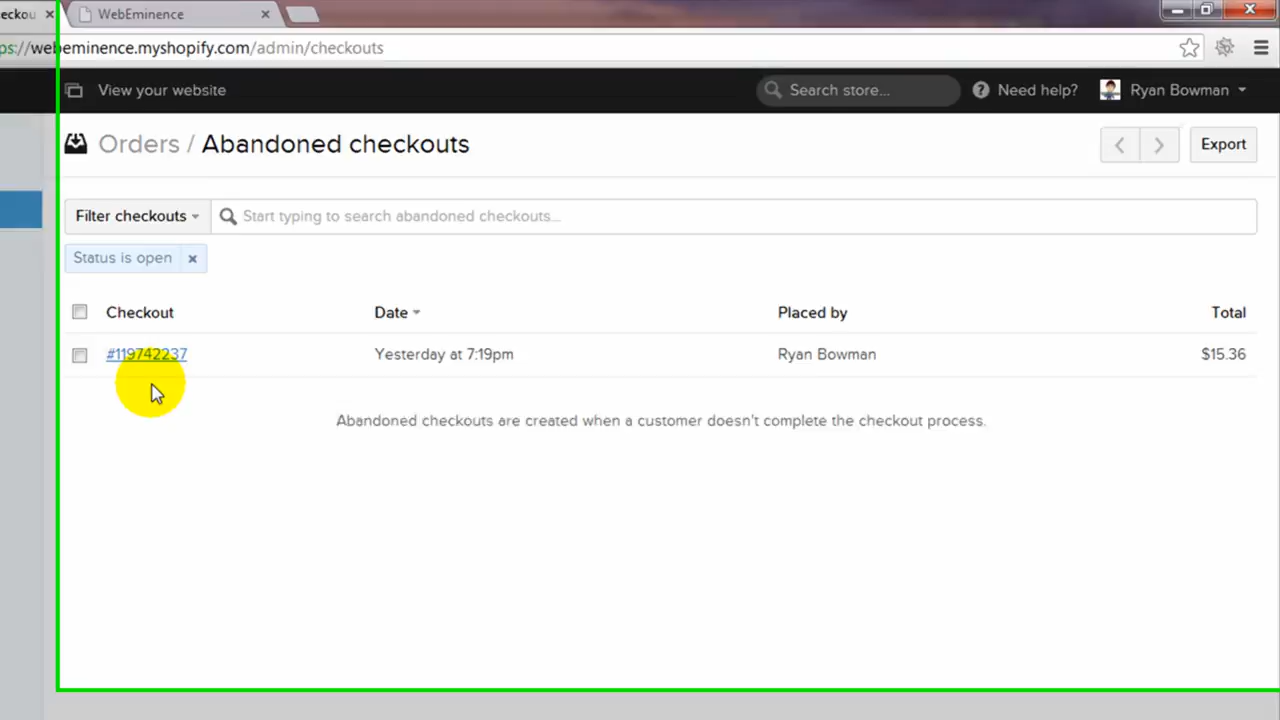 eckou
WebEminence
ps://webeminence.myshopify.com/admin/checkouts
View your website
Search store...
Need help?
Ryan Bowman
Orders / Abandoned checkouts
Export
Filter checkouts
Start typing to search abandoned checkouts...
Status is open
Checkout Date Placed by Total
#119742237 Yesterday at 7:19pm Ryan Bowman $15.36
Abandoned checkouts are created when a customer doesn't complete the checkout process.